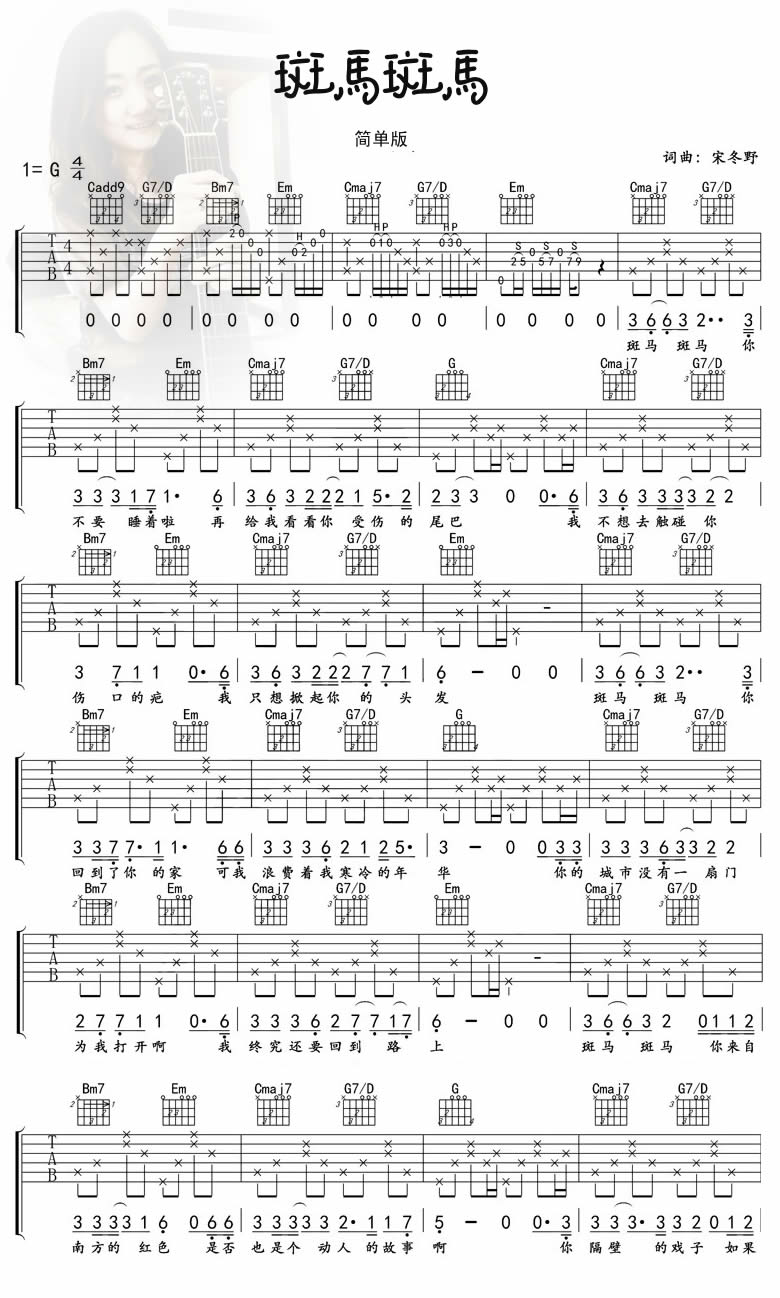 斑馬斑馬
简单版
1= G 4/4
词曲：宋冬野
Cadd9 G7/D Bm7 Em Cmaj7 G7/D Em Cmaj7 G7/D
0 0 0 0 | 0 0 0 0 | 0 0 0 0 | 0 0 0 0 | 3 6 6 3 2·· 3
斑马 斑马 你
Bm7 Em Cmaj7 G7/D G Cmaj7 G7/D
3 3 3 1 7 1· 6 | 3 6 3 2 2 2 1 5· 2 | 2 3 3 0 0· 6 | 3 6 3 3 3 3 2 2
不要 睡着啦 再 给我看看你 受伤的 尾巴 我 不想去触碰你
Bm7 Em Cmaj7 G7/D Em Cmaj7 G7/D
3 7 1 1 0· 6 | 3 6 3 2 2 2 7 7 1 | 6 – 0 0 | 3 6 6 3 2·· 3
伤 口的疤 我 只想掀起你 的 头 发 斑马 斑马 你
Bm7 Em Cmaj7 G7/D G Cmaj7 G7/D
3 3 7 7· 1 1· 6 6 | 3 3 3 6 2 1 2 5· | 3 – 0 0 3 3 | 3 3 3 6 3 3 2 2
回到了你 的家 可我 浪费着我寒冷的年 华 你的 城市没有一 扇门
Bm7 Em Cmaj7 G7/D Em Cmaj7 G7/D
2 7 7 1 1 0· 6 | 3 3 3 6 2 7 7 1 7 | 6 – 0 0 | 3 6 6 3 2 0 1 1 2
为我打开啊 我 终究还要回到 路 上 斑马 斑马 你来自
Bm7 Em Cmaj7 G7/D G Cmaj7 G7/D
3 3 3 3 1 6 0 6 6 | 3 3 3 3 3 2· 1 1 7 | 5 – 0 0· 3 | 3 3 3 3 3 6 1 2
南方的 红色 是否 也是个 动人的故事 啊 你 隔壁 的戏子 如果